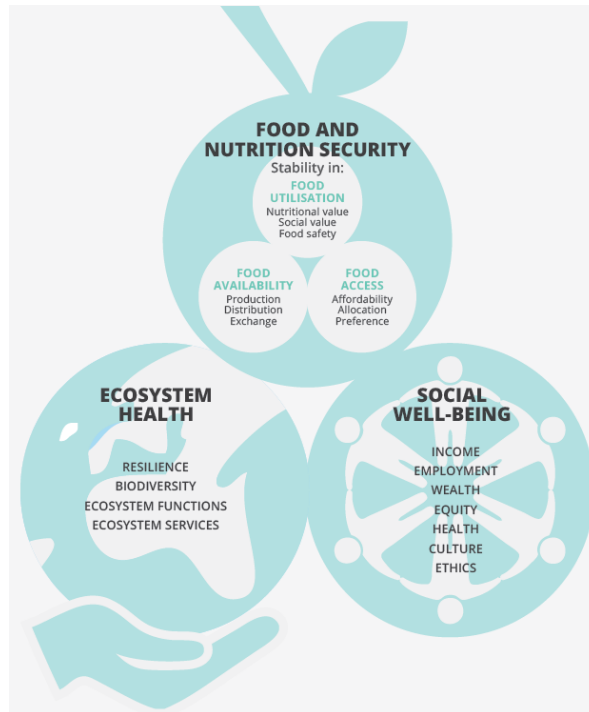 FOOD AND
NUTRITION SECURITY
Stability in:
FOOD
UTILISATION
Nutritional value
Social value
Food safety
FOOD
AVAILABILITY
Production
Distribution
Exchange
FOOD
ACCESS
Affordability
Allocation
Preference
ECOSYSTEM
HEALTH
RESILIENCE
BIODIVERSITY
ECOSYSTEM FUNCTIONS
ECOSYSTEM SERVICES
SOCIAL
WELL-BEING
INCOME
EMPLOYMENT
WEALTH
EQUITY
HEALTH
CULTURE
ETHICS